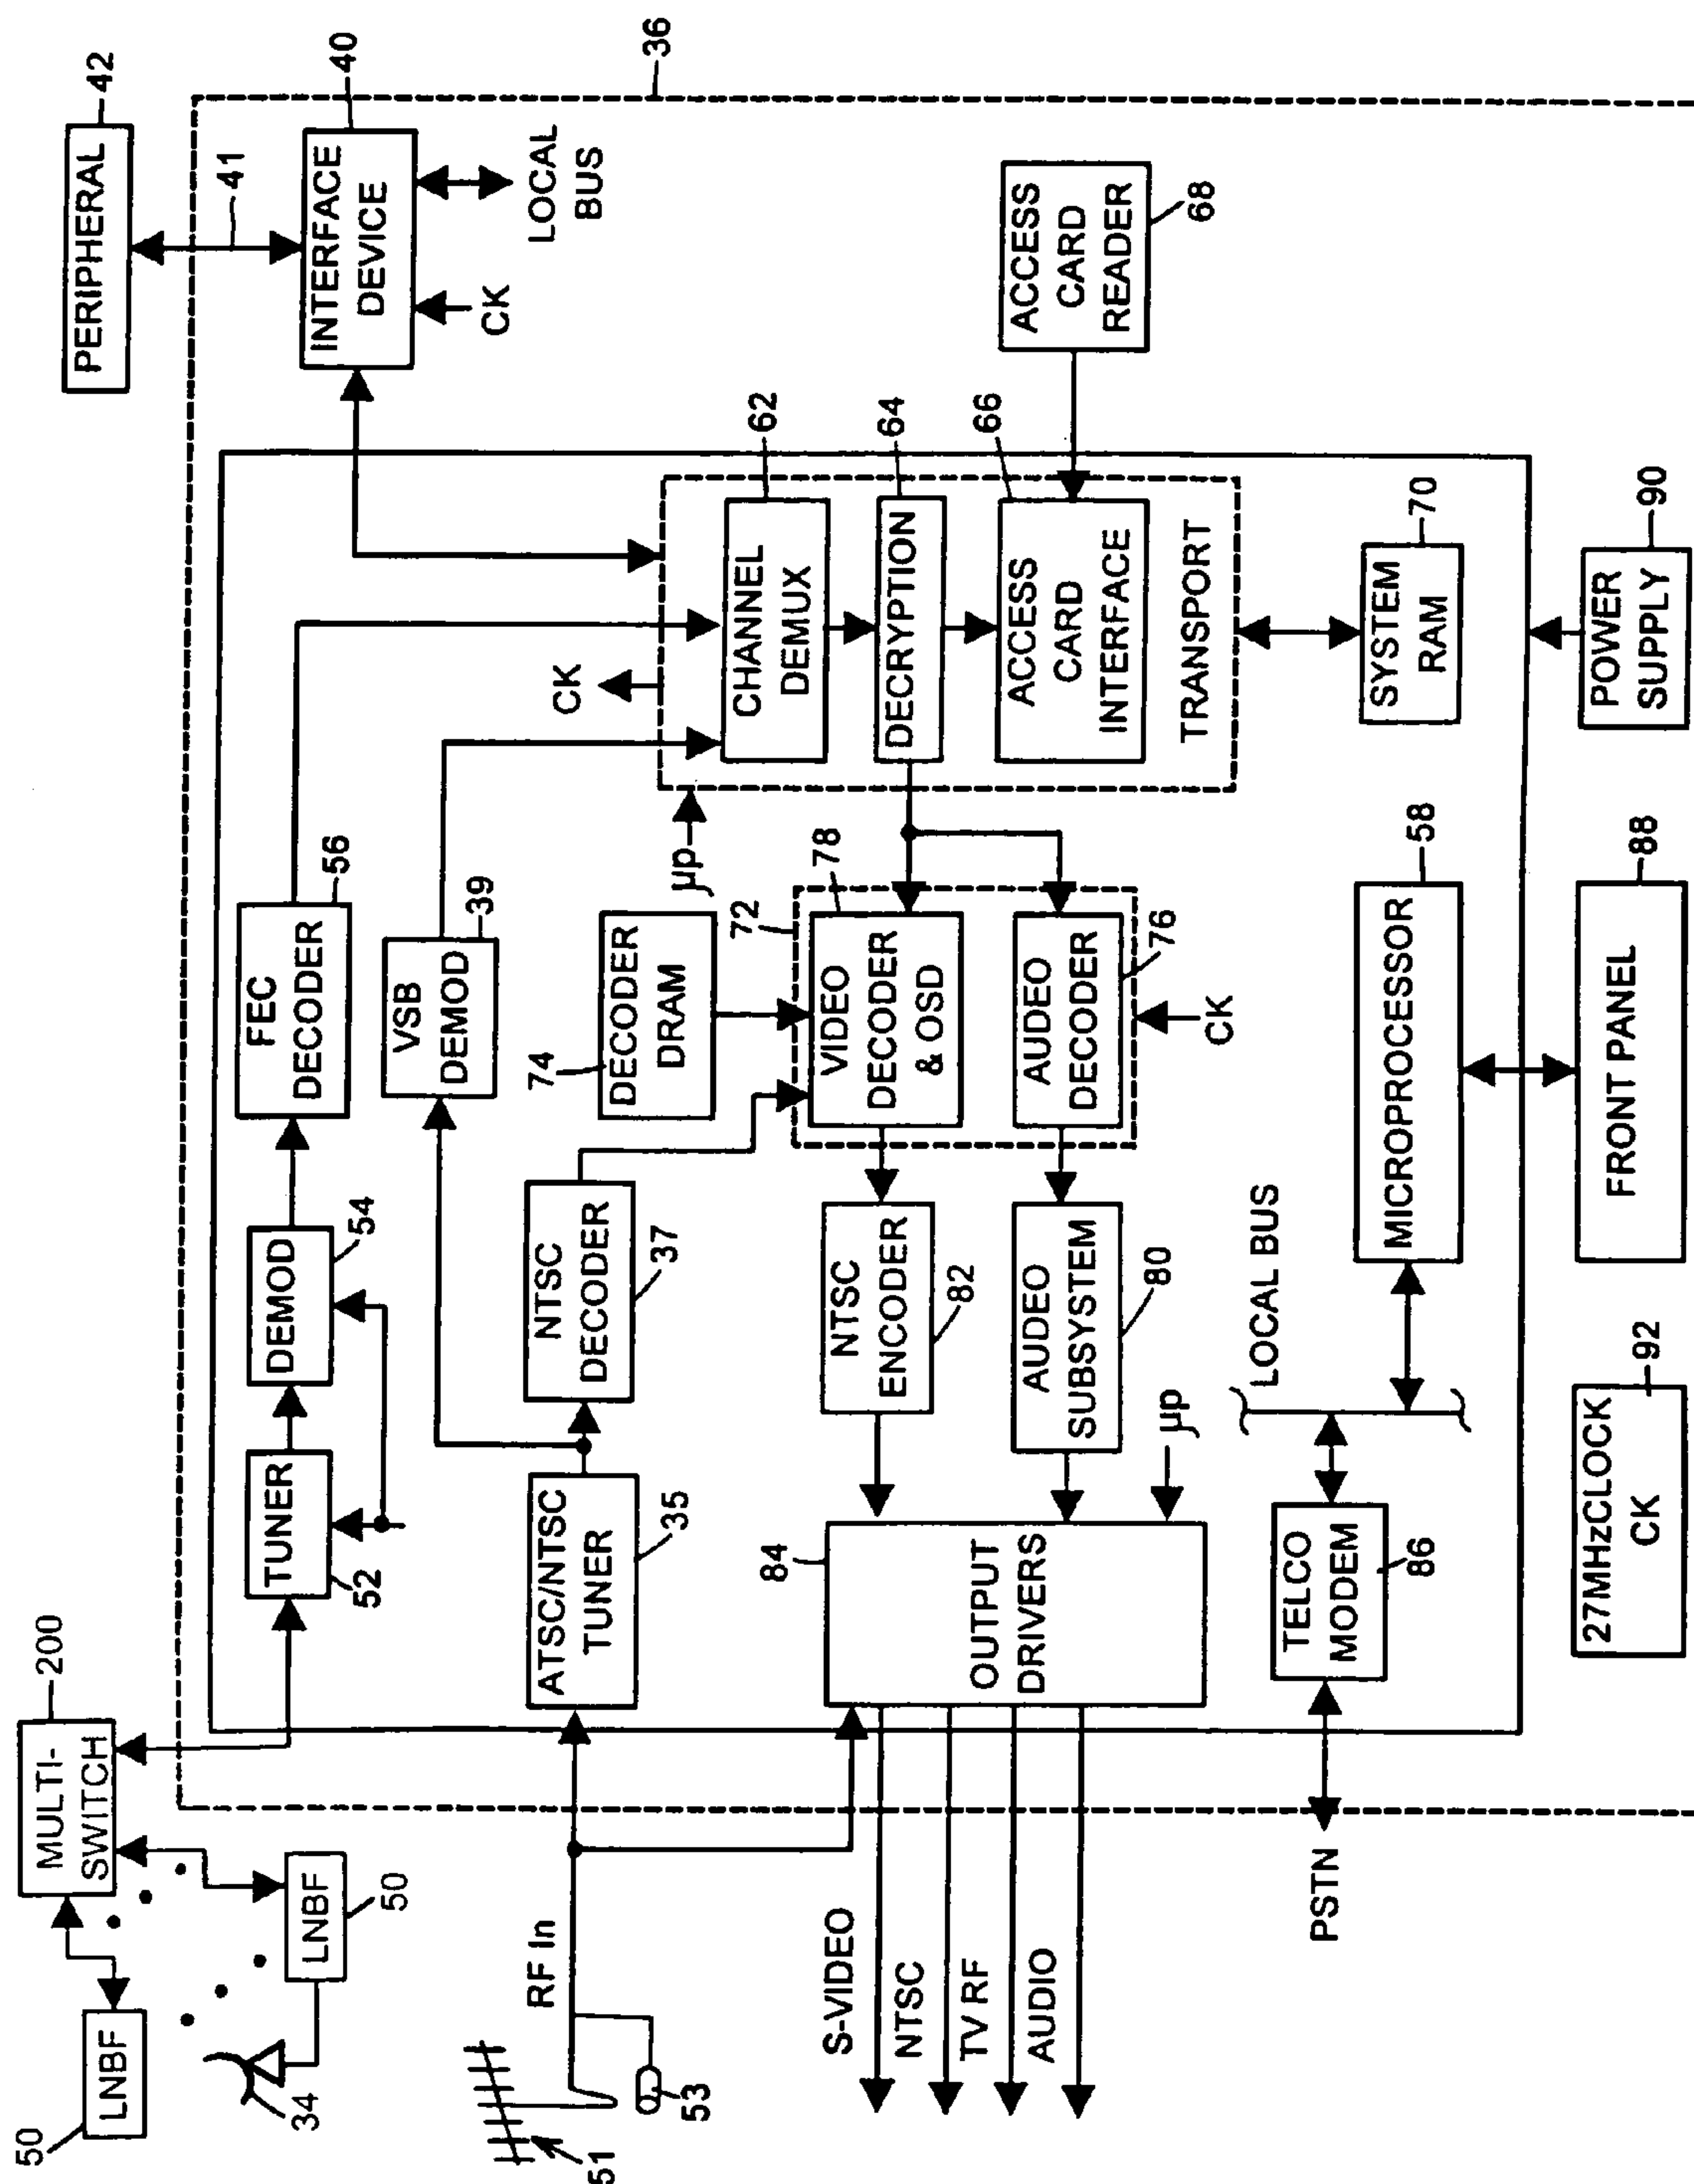 50
LNBF
34
LNBF
50
MULTI-
SWITCH
200
51
53
RF In
TUNER
52
DEMOD
54
FEC
DECODER
56
ATSC/NTSC
TUNER
35
NTSC
DECODER
37
VSB
DEMOD
39
PERIPHERAL
42
41
INTERFACE
DEVICE
40
36
CK
LOCAL
BUS
CK
µp
CHANNEL
DEMUX
62
DECRYPTION
64
ACCESS
CARD
INTERFACE
66
TRANSPORT
ACCESS
CARD
READER
68
74
DECODER
DRAM
72
VIDEO
DECODER
& OSD
78
AUDEO
DECODER
76
CK
NTSC
ENCODER
82
AUDEO
SUBSYSTEM
80
µp
84
OUTPUT
DRIVERS
S-VIDEO
NTSC
TV RF
AUDIO
PSTN
TELCO
MODEM
86
LOCAL BUS
MICROPROCESSOR
58
SYSTEM
RAM
70
27MHzCLOCK
CK
92
FRONT PANEL
88
POWER
SUPPLY
90